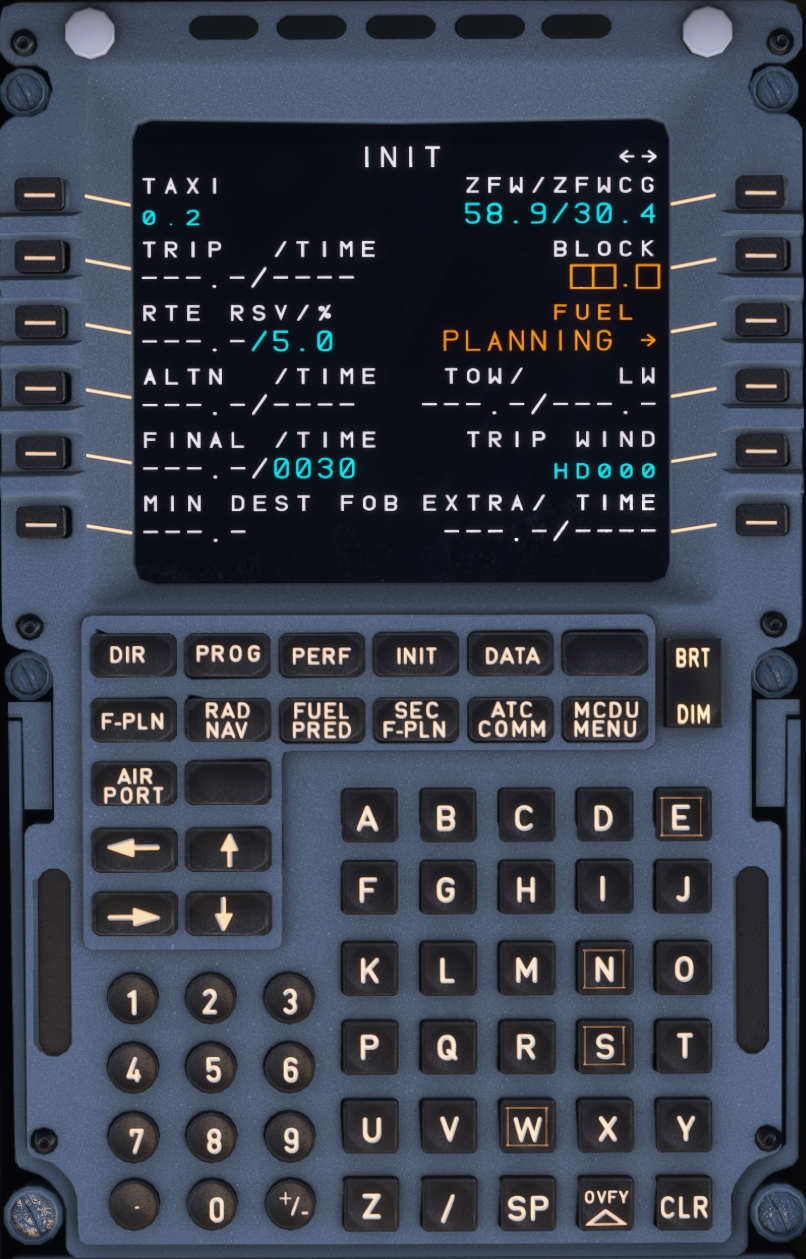 INIT ←→
TAXI ZFW/ZFWCG
0.2 58.9/30.4
TRIP /TIME BLOCK
---.-/---- □□.□
RTE RSV/% FUEL
---.-/5.0 PLANNING →
ALTN /TIME TOW/ LW
---.-/---- ---.-/---.-
FINAL /TIME TRIP WIND
---.-/0030 HD000
MIN DEST FOB EXTRA/ TIME
---.- ---.-/----
DIR PROG PERF INIT DATA BRT
F-PLN RAD NAV FUEL PRED SEC F-PLN ATC COMM MCDU MENU DIM
AIR PORT
← ↑
→ ↓
A B C D E
F G H I J
K L M N O
1 2 3
P Q R S T
4 5 6
U V W X Y
7 8 9
Z / SP OVFY CLR
. 0 +/-